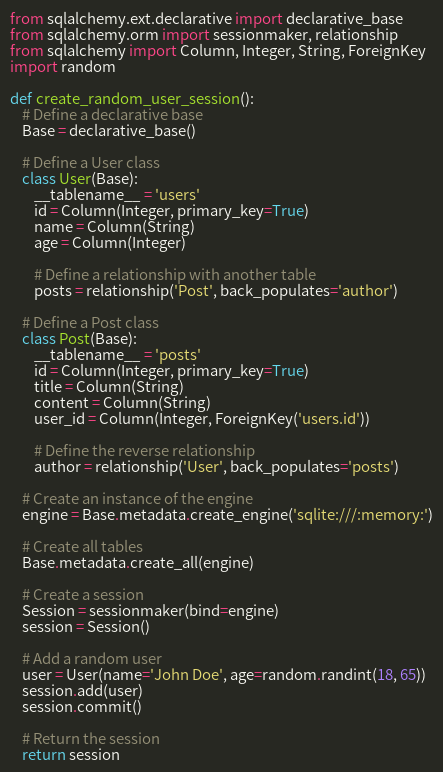 from sqlalchemy.ext.declarative import declarative_base
from sqlalchemy.orm import sessionmaker, relationship
from sqlalchemy import Column, Integer, String, ForeignKey
import random

def create_random_user_session():
    # Define a declarative base
    Base = declarative_base()

    # Define a User class
    class User(Base):
        __tablename__ = 'users'
        id = Column(Integer, primary_key=True)
        name = Column(String)
        age = Column(Integer)

        # Define a relationship with another table
        posts = relationship('Post', back_populates='author')

    # Define a Post class
    class Post(Base):
        __tablename__ = 'posts'
        id = Column(Integer, primary_key=True)
        title = Column(String)
        content = Column(String)
        user_id = Column(Integer, ForeignKey('users.id'))

        # Define the reverse relationship
        author = relationship('User', back_populates='posts')

    # Create an instance of the engine
    engine = Base.metadata.create_engine('sqlite:///:memory:')

    # Create all tables
    Base.metadata.create_all(engine)

    # Create a session
    Session = sessionmaker(bind=engine)
    session = Session()

    # Add a random user
    user = User(name='John Doe', age=random.randint(18, 65))
    session.add(user)
    session.commit()

    # Return the session
    return session